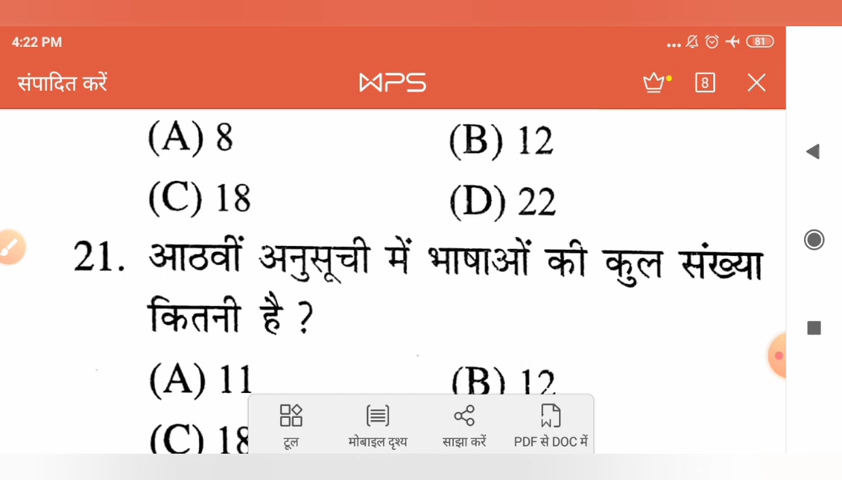 4:22 PM
81
संपादित करें
WPS
8
(A) 8 (B) 12
(C) 18 (D) 22
21. आठवीं अनुसूची में भाषाओं की कुल संख्या
कितनी है ?
(A) 11 (B) 12
(C) 18
टूल मोबाइल दृश्य साझा करें PDF से DOC में